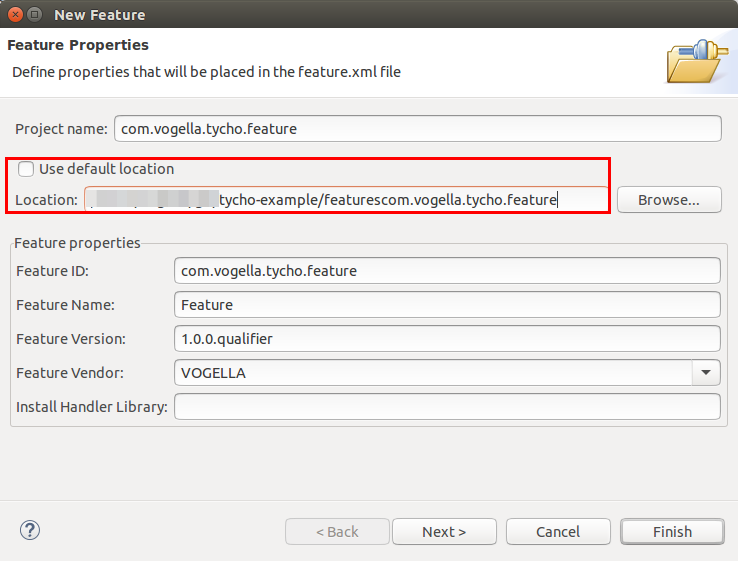 New Feature
Feature Properties
Define properties that will be placed in the feature.xml file
Project name: com.vogella.tycho.feature
Use default location
Location: tycho-example/featurescom.vogella.tycho.feature Browse...
Feature properties
Feature ID: com.vogella.tycho.feature
Feature Name: Feature
Feature Version: 1.0.0.qualifier
Feature Vendor: VOGELLA
Install Handler Library:
? < Back Next > Cancel Finish